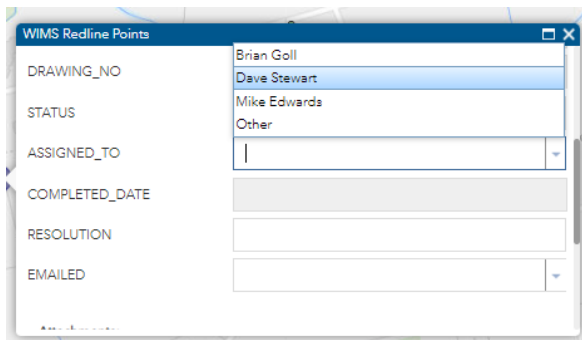 WIMS Redline Points
Brian Goll
DRAWING_NO
Dave Stewart
Mike Edwards
STATUS
Other
ASSIGNED_TO
COMPLETED_DATE
RESOLUTION
EMAILED